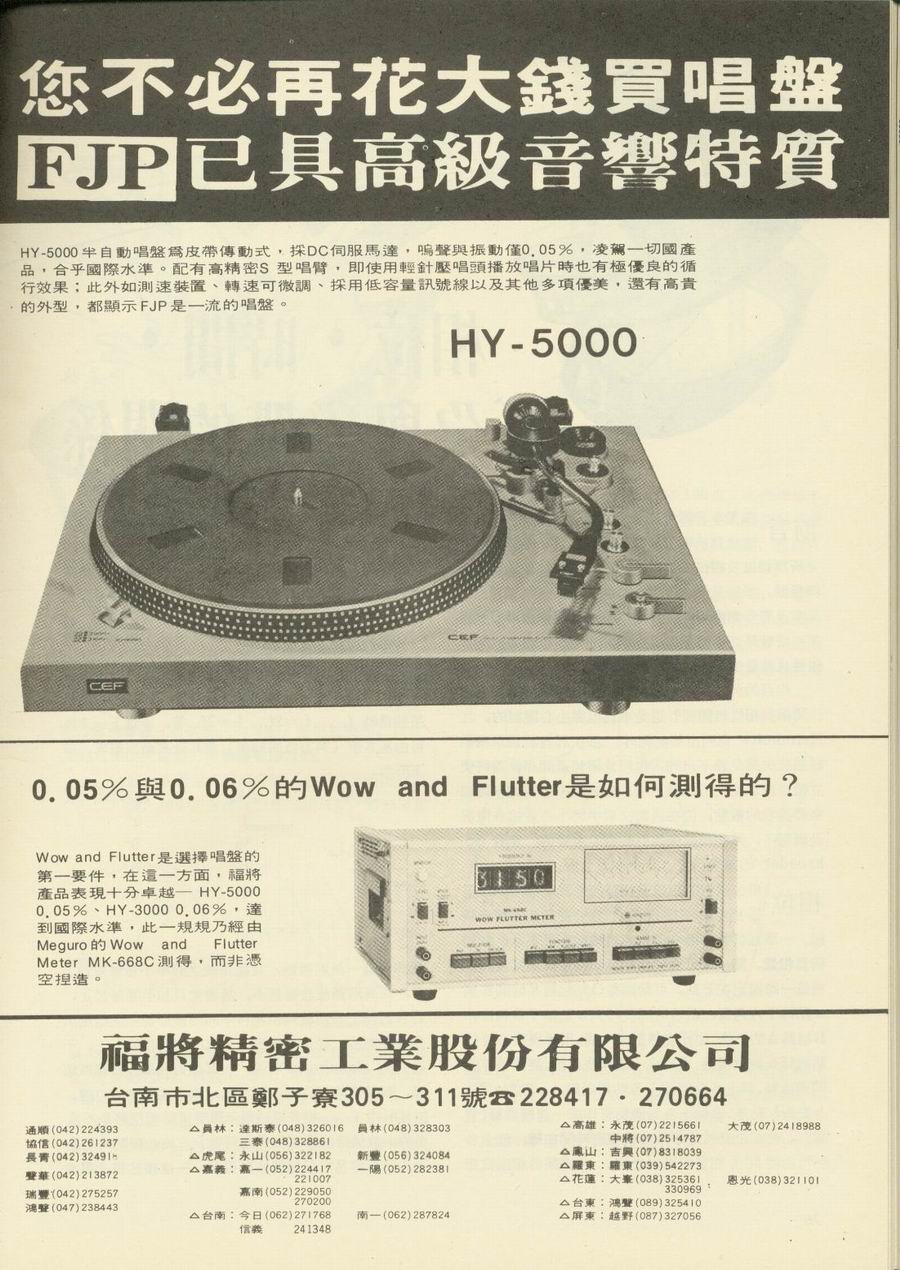 您不必再花大錢買唱盤
FJP已具高級音響特質
HY-5000半自動唱盤為皮帶傳動式，採DC伺服馬達，嗚聲與振動僅0.05%，凌駕一切國產
品，合乎國際水準。配有高精密S 型唱臂，即使用輕針壓唱頭播放唱片時也有極優良的循
行效果；此外如測速裝置、轉速可微調、採用低容量訊號線以及其他多項優美，還有高貴
的外型，都顯示FJP是一流的唱盤。
HY-5000
CEF
CEF
0.05%與0.06%的Wow and Flutter是如何測得的？
Wow and Flutter是選擇唱盤的
第一要件，在這一方面，福將
產品表現十分卓越─ HY-5000
0.05%、HY-3000 0.06%，達
到國際水準，此一規規乃經由
Meguro的Wow and Flutter
Meter MK-668C測得，而非憑
空捏造。
3150
MK-668C
WOW FLUTTER METER
福將精密工業股份有限公司
台南市北區鄭子寮305～311號☎228417・270664
通順(042)224393
協信(042)261237
長青(042)32491
聲華(042)213872
瑞豐(042)275257
鴻聲(047)238443
△員林：達斯泰(048)326016 員林(048)328303
三泰(048)328861
△虎尾：永山(056)322182 新豐(056)324084
△嘉義：嘉一(052)224417 一陽(052)282381
221007
嘉南(052)229050
270200
△台南：今日(062)271768 南一(062)287824
信義 241348
△高雄：永茂(07)2215661 大茂(07)2418988
中將(07)2514787
△鳳山：吉興(07)8318039
△羅東：羅東(039)542273
△花蓮：大峯(038)325361 恩光(038)321101
330969
△台東：鴻聲(089)325410
△屏東：越野(087)327056